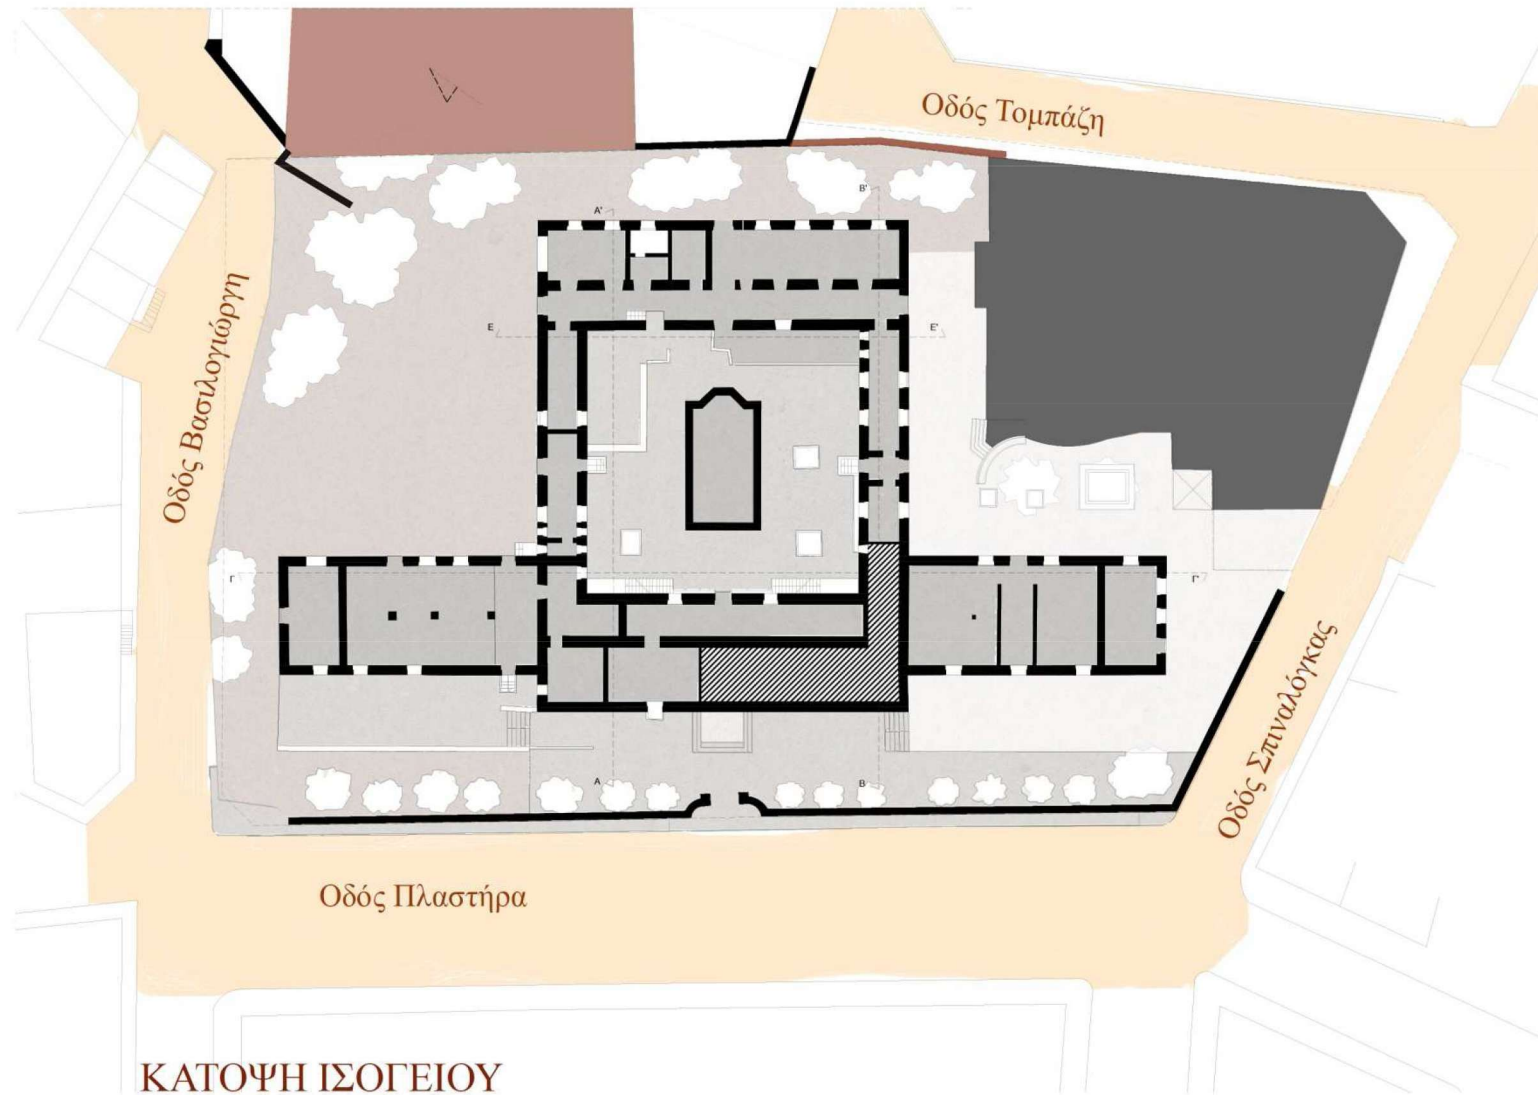 Οδός Τομπάζη
Β'
Α'
Οδός Βασιλογιώργη
Ε
Ε'
Γ
Γ'
Οδός Σπιναλόγκας
Α
Β
Οδός Πλαστήρα
ΚΑΤΟΨΗ ΙΣΟΓΕΙΟΥ